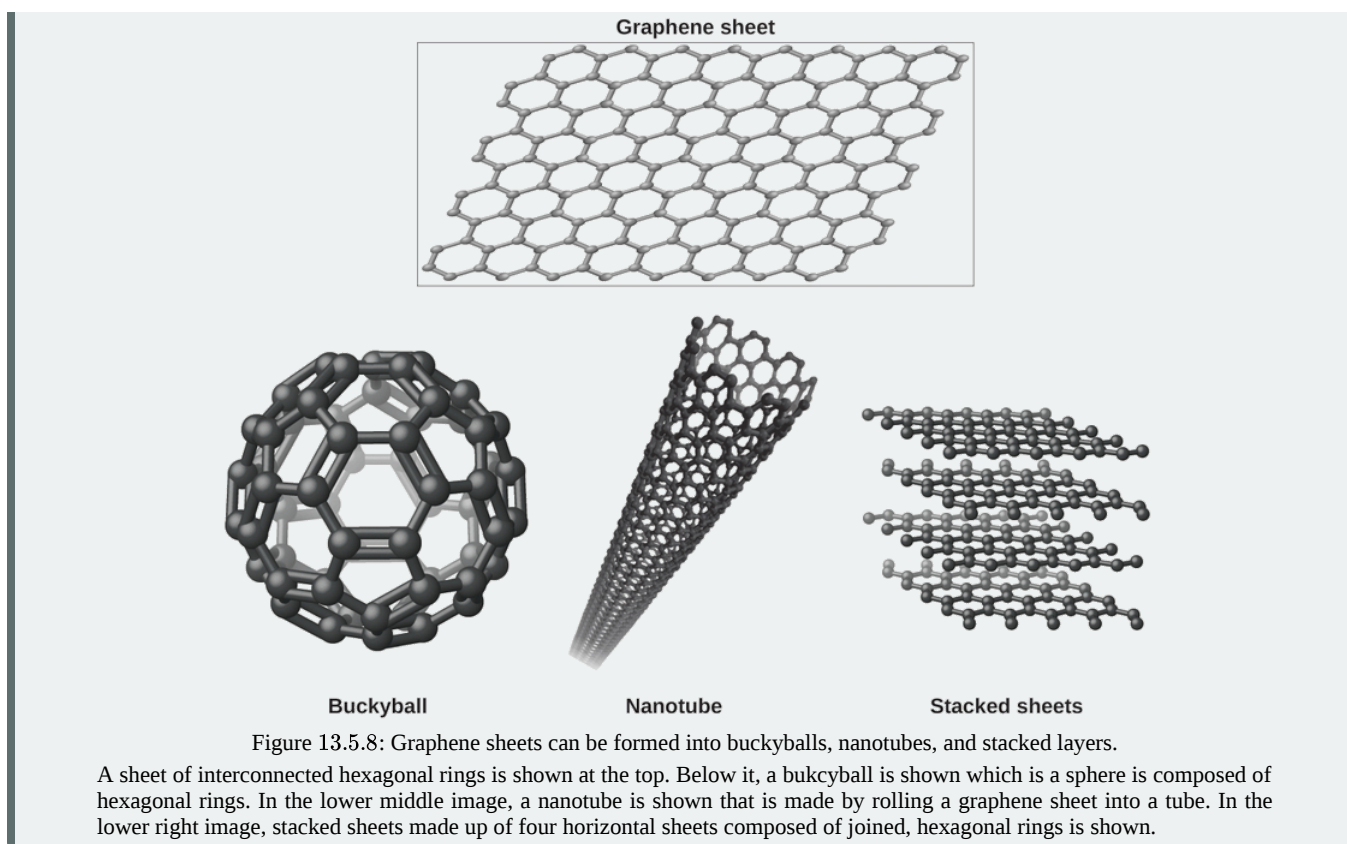 Graphene sheet
Buckyball
Nanotube
Stacked sheets
Figure 13.5.8: Graphene sheets can be formed into buckyballs, nanotubes, and stacked layers.
A sheet of interconnected hexagonal rings is shown at the top. Below it, a bukcyball is shown which is a sphere is composed of
hexagonal rings. In the lower middle image, a nanotube is shown that is made by rolling a graphene sheet into a tube. In the
lower right image, stacked sheets made up of four horizontal sheets composed of joined, hexagonal rings is shown.